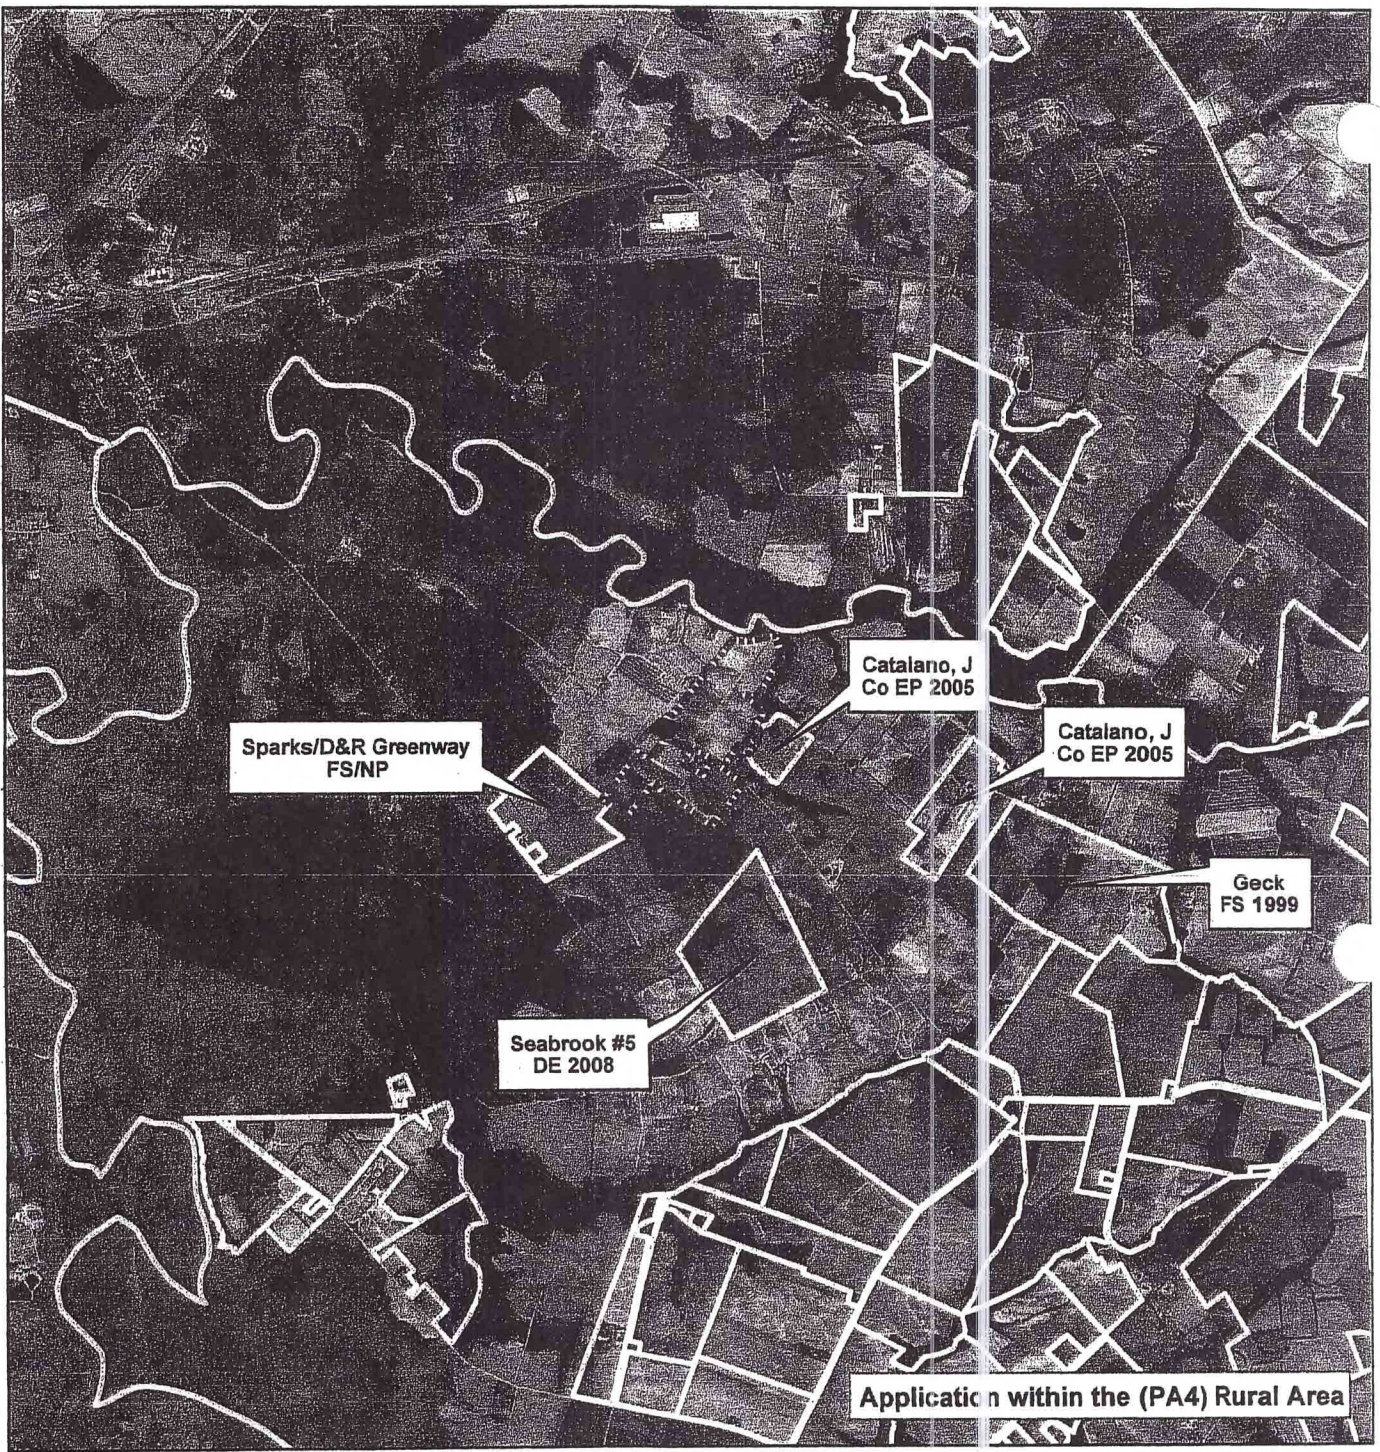 Catalano, J
Co EP 2005
Sparks/D&R Greenway
FS/NP
Catalano, J
Co EP 2005
Geck
FS 1999
Seabrook #5
DE 2008
Application within the (PA4) Rural Area